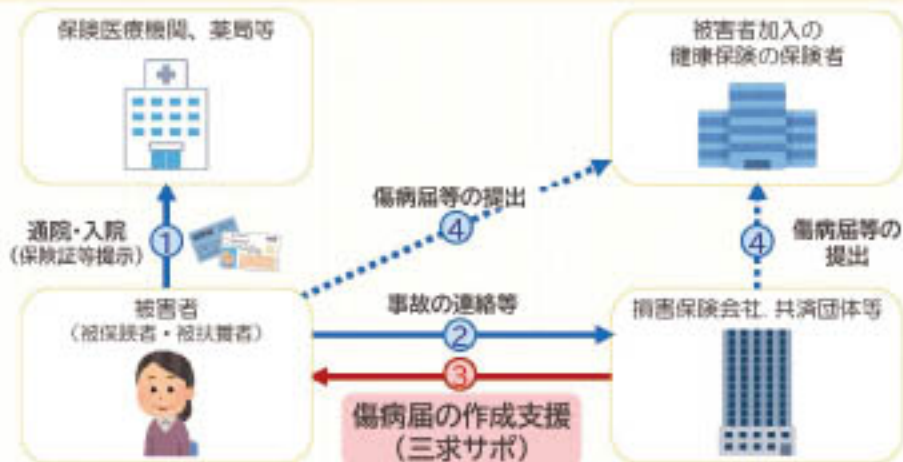 保険医療機関、薬局等
被害者加入の
健康保険の保険者
通院・入院
(保険証等提示)
①
傷病届等の提出
④
④
傷病届等の
提出
被害者
(被保険者・被扶養者)
事故の連絡等
②
③
傷病届の作成支援
(三求サポ)
損害保険会社、共済団体等